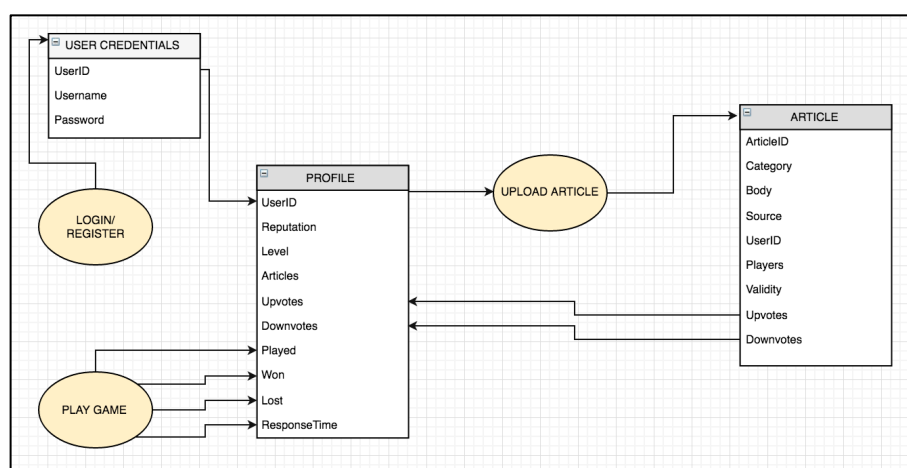 USER CREDENTIALS
UserID
Username
Password
LOGIN/
REGISTER
PROFILE
UserID
Reputation
Level
Articles
Upvotes
Downvotes
Played
Won
Lost
ResponseTime
PLAY GAME
UPLOAD ARTICLE
ARTICLE
ArticleID
Category
Body
Source
UserID
Players
Validity
Upvotes
Downvotes